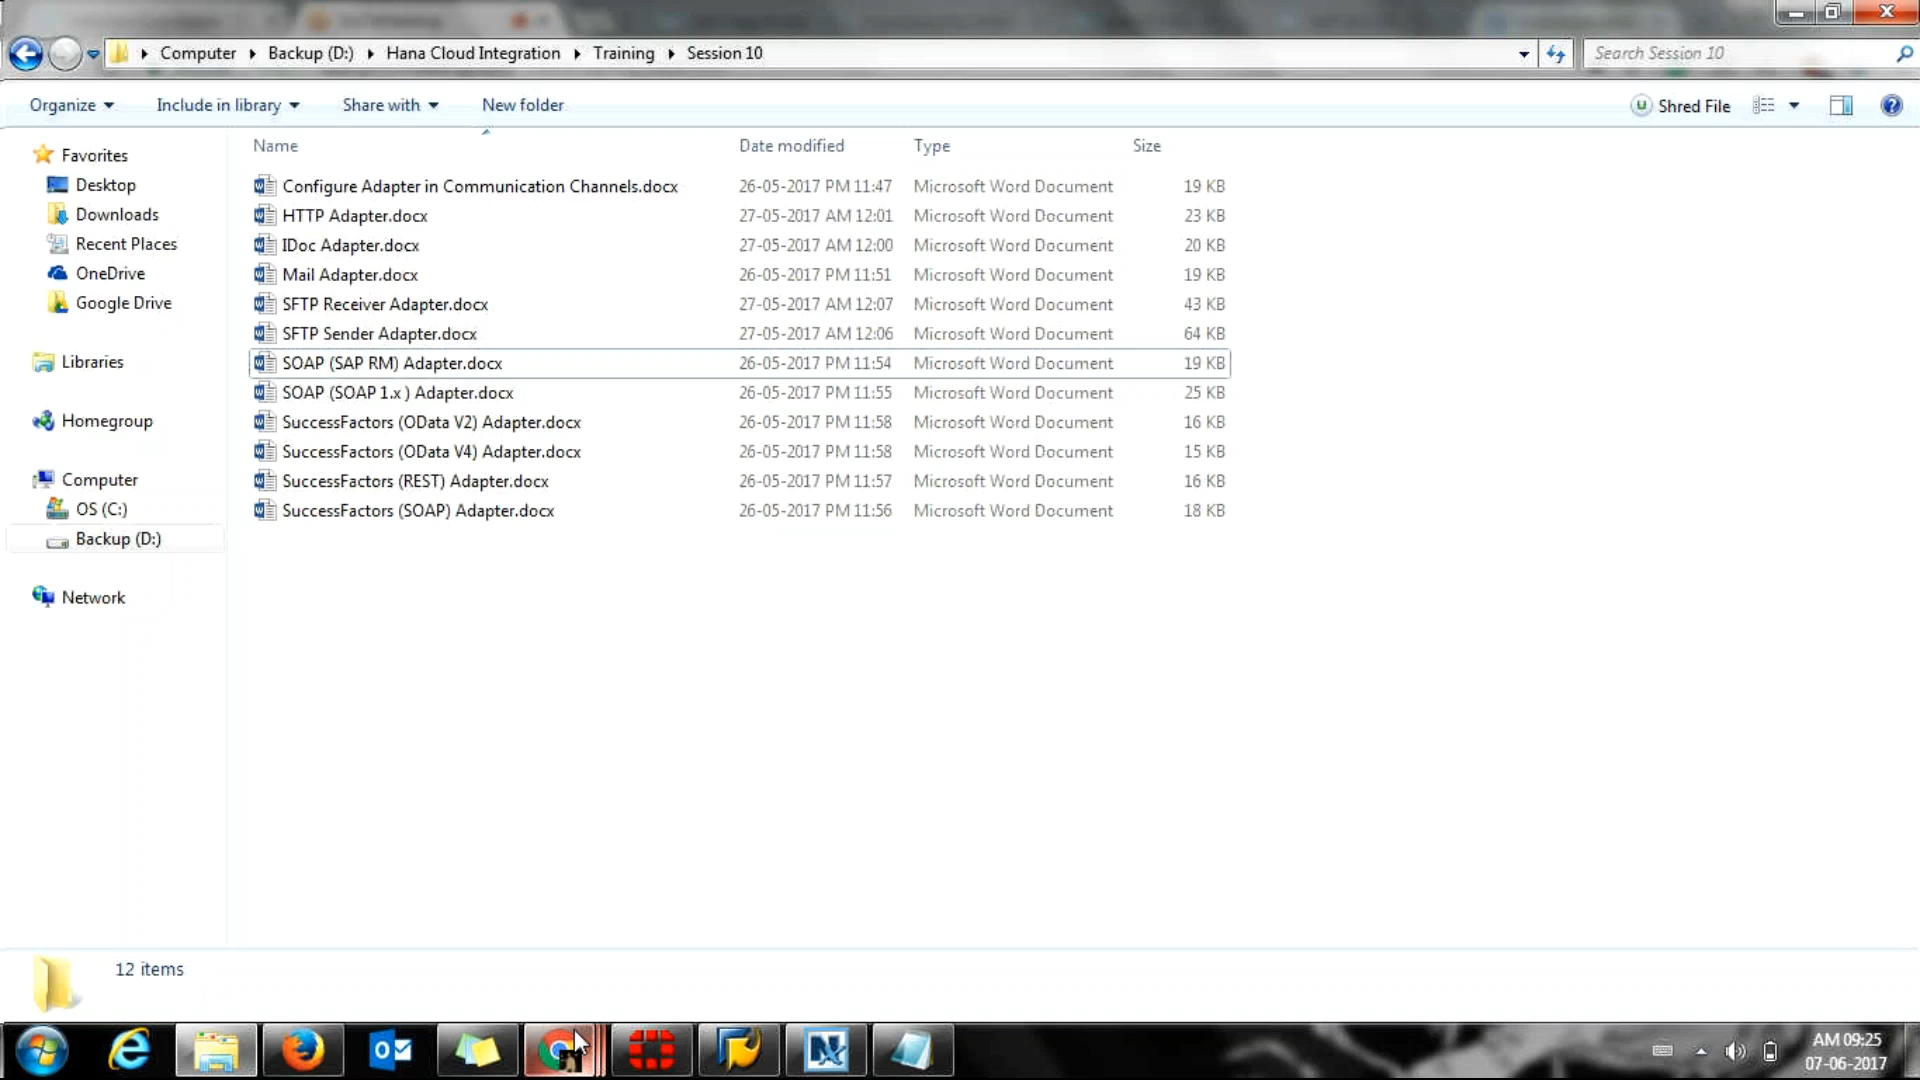 Computer Backup (D:) Hana Cloud Integration Training Session 10 Search Session 10
Organize Include in library Share with New folder Shred File
Name Date modified Type Size
Favorites
Desktop
Downloads
Recent Places
OneDrive
Google Drive
Libraries
Homegroup
Computer
OS (C:)
Backup (D:)
Network
Configure Adapter in Communication Channels.docx 26-05-2017 PM 11:47 Microsoft Word Document 19 KB
HTTP Adapter.docx 27-05-2017 AM 12:01 Microsoft Word Document 23 KB
IDoc Adapter.docx 27-05-2017 AM 12:00 Microsoft Word Document 20 KB
Mail Adapter.docx 26-05-2017 PM 11:51 Microsoft Word Document 19 KB
SFTP Receiver Adapter.docx 27-05-2017 AM 12:07 Microsoft Word Document 43 KB
SFTP Sender Adapter.docx 27-05-2017 AM 12:06 Microsoft Word Document 64 KB
SOAP (SAP RM) Adapter.docx 26-05-2017 PM 11:54 Microsoft Word Document 19 KB
SOAP (SOAP 1.x ) Adapter.docx 26-05-2017 PM 11:55 Microsoft Word Document 25 KB
SuccessFactors (OData V2) Adapter.docx 26-05-2017 PM 11:58 Microsoft Word Document 16 KB
SuccessFactors (OData V4) Adapter.docx 26-05-2017 PM 11:58 Microsoft Word Document 15 KB
SuccessFactors (REST) Adapter.docx 26-05-2017 PM 11:57 Microsoft Word Document 16 KB
SuccessFactors (SOAP) Adapter.docx 26-05-2017 PM 11:56 Microsoft Word Document 18 KB
12 items
AM 09:25
07-06-2017